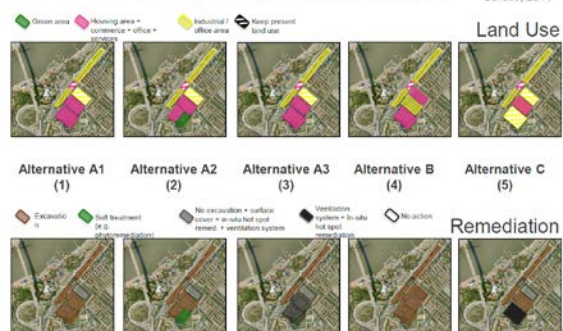 Green area
Housing area +
commerce + office +
services
Industrial /
office area
Keep present
land use
Land Use
Alternative A1
(1)
Alternative A2
(2)
Alternative A3
(3)
Alternative B
(4)
Alternative C
(5)
Excavatio
n
Soft treatment
(e.g.
phytoremediation)
No excavation + surface
cover + in-situ hot spot
remed. + ventilation system
Ventilation
system + In-situ
hot spot
remediation
No action
Remediation